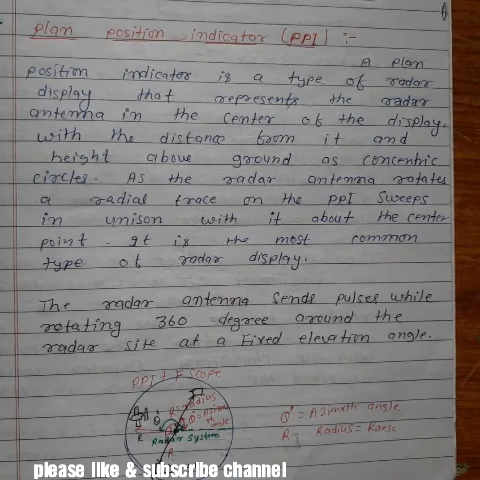 Plan position indicator (PPI) :-
A plan
position indicator is a type of radar
display that represents the radar
antenna in the center of the display,
with the distance from it and
height above ground as concentric
circles. As the radar antenna rotates
a radial trace on the PPI Sweeps
in unison with it about the center
point. It is the most common
type of radar display.
The radar antenna sends pulses while
rotating 360 degree around the
radar site at a Fixed elevation angle.
PPI + F SCOPE
R = Radius
θ = Azimuth
angle
R
Radar system
R
θ = Azimuth angle
R = Radius = Range
please like & subscribe channel